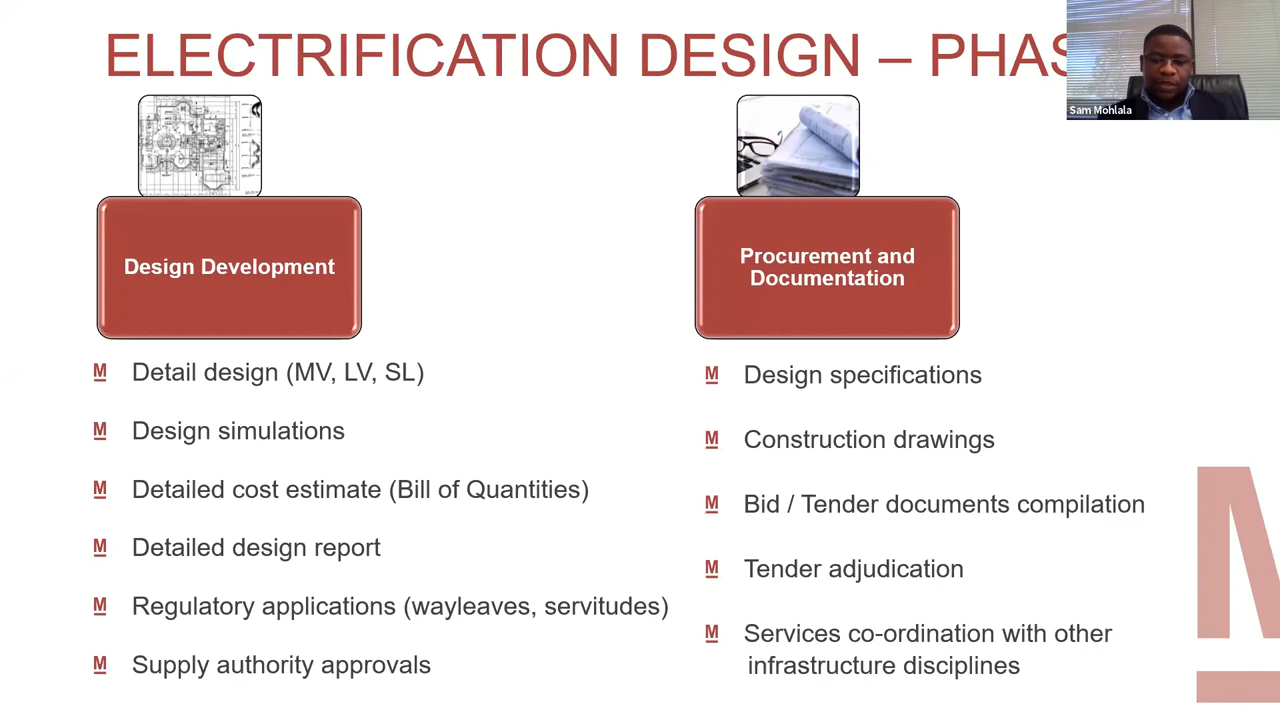 ELECTRIFICATION DESIGN – PHAS
Sam Mohlala
Design Development
Detail design (MV, LV, SL)
Design simulations
Detailed cost estimate (Bill of Quantities)
Detailed design report
Regulatory applications (wayleaves, servitudes)
Supply authority approvals
Procurement and
Documentation
Design specifications
Construction drawings
Bid / Tender documents compilation
Tender adjudication
Services co-ordination with other
infrastructure disciplines
M